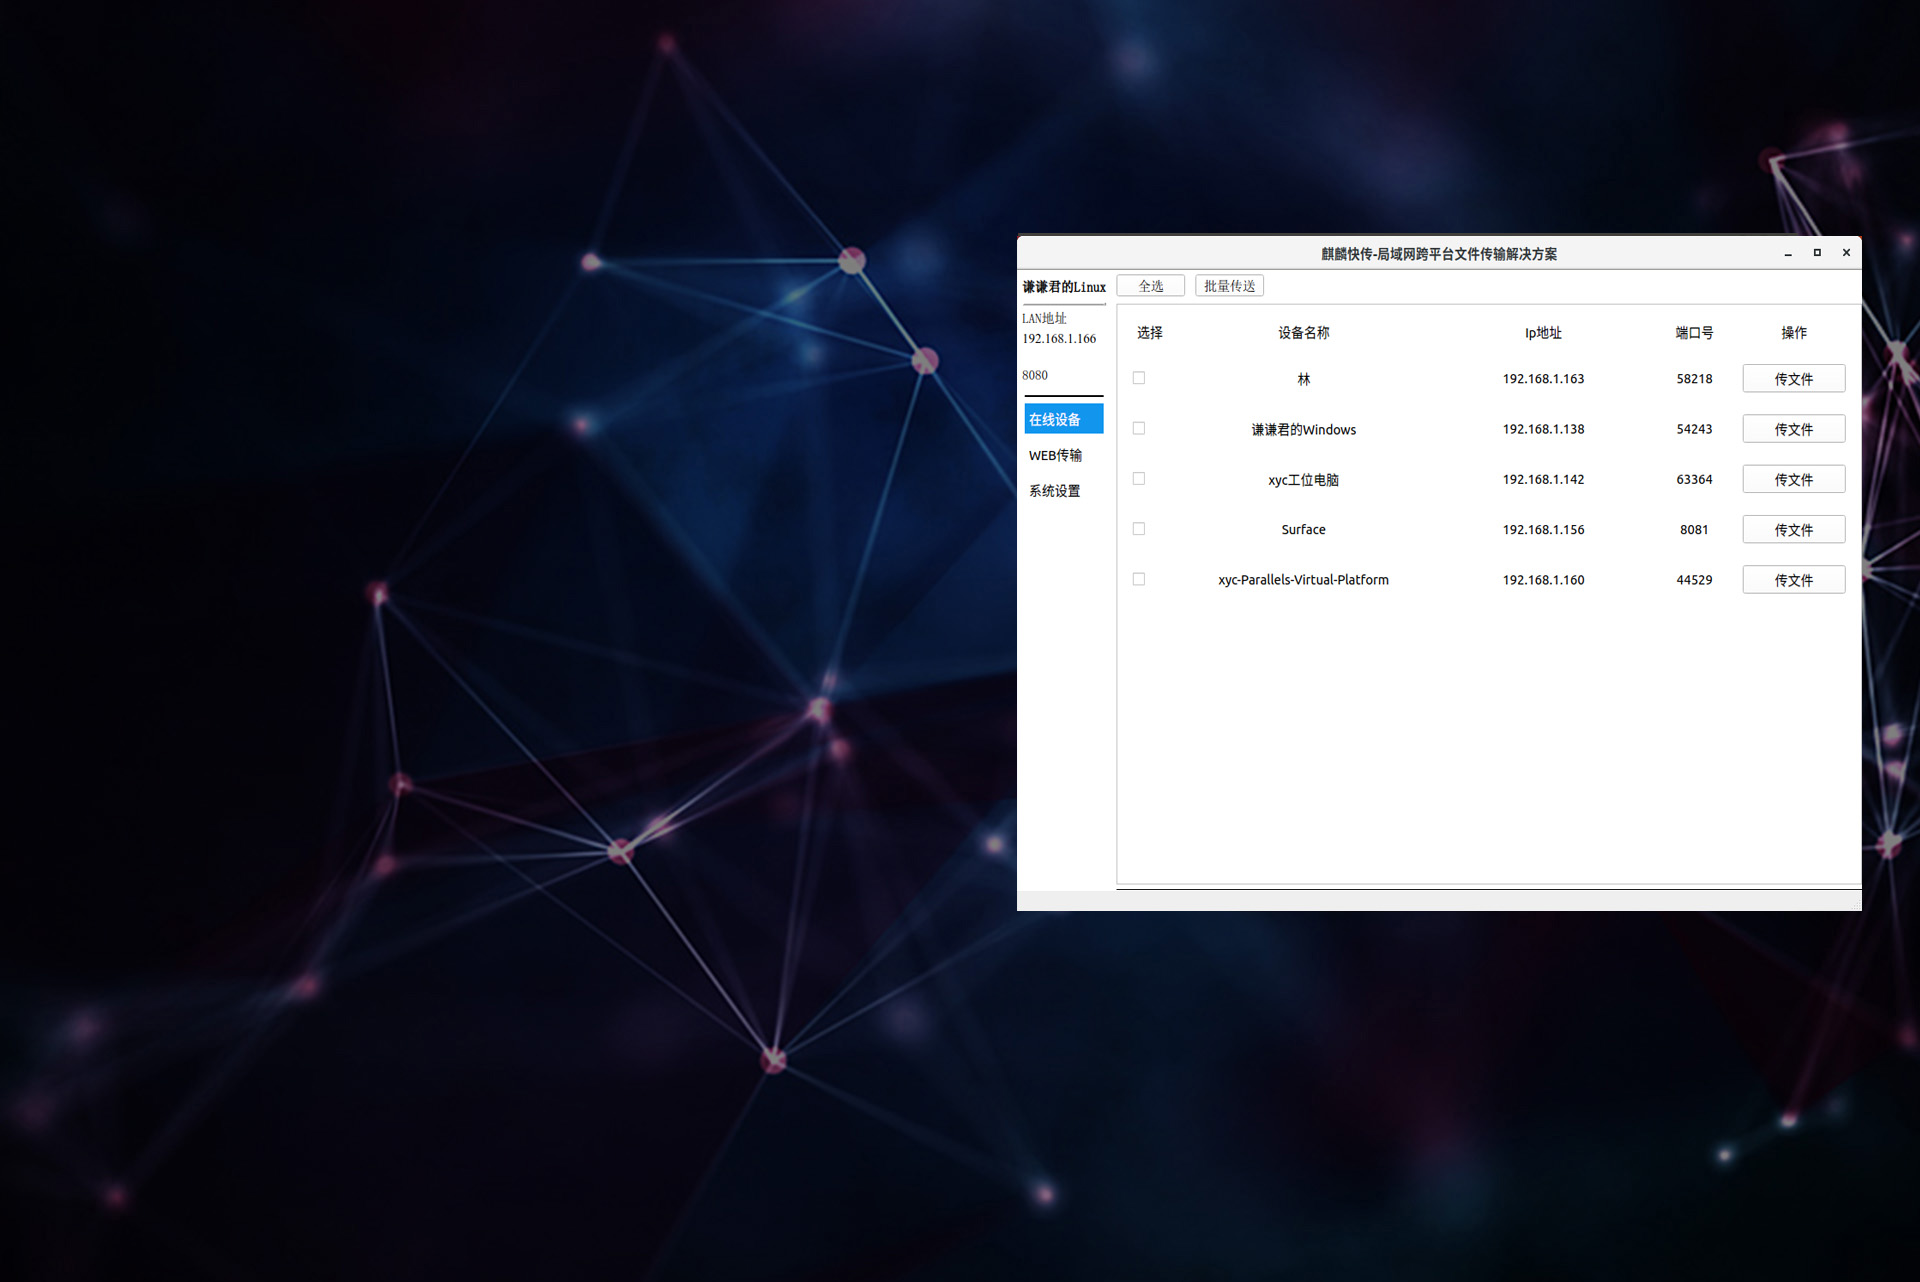 麒麟快传-局域网跨平台文件传输解决方案
谦谦君的Linux
全选 批量传送
LAN地址
192.168.1.166
8080
在线设备
WEB传输
系统设置
选择 设备名称 Ip地址 端口号 操作
林 192.168.1.163 58218 传文件
谦谦君的Windows 192.168.1.138 54243 传文件
xyc工位电脑 192.168.1.142 63364 传文件
Surface 192.168.1.156 8081 传文件
xyc-Parallels-Virtual-Platform 192.168.1.160 44529 传文件